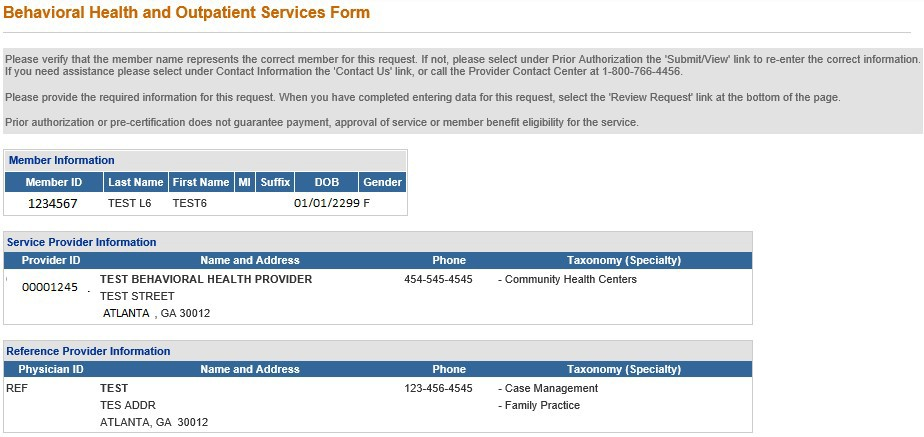 Behavioral Health and Outpatient Services Form
Please verify that the member name represents the correct member for this request. If not, please select under Prior Authorization the 'Submit/View' link to re-enter the correct information.
If you need assistance please select under Contact Information the 'Contact Us' link, or call the Provider Contact Center at 1-800-766-4456.
Please provide the required information for this request. When you have completed entering data for this request, select the 'Review Request' link at the bottom of the page.
Prior authorization or pre-certification does not guarantee payment, approval of service or member benefit eligibility for the service.
Member Information
Member ID Last Name First Name MI Suffix DOB Gender
1234567 TEST L6 TEST6 01/01/2299 F
Service Provider Information
Provider ID Name and Address Phone Taxonomy (Specialty)
00001245 . TEST BEHAVIORAL HEALTH PROVIDER 454-545-4545 - Community Health Centers
TEST STREET
ATLANTA , GA 30012
Reference Provider Information
Physician ID Name and Address Phone Taxonomy (Specialty)
REF TEST 123-456-4545 - Case Management
TES ADDR - Family Practice
ATLANTA, GA 30012